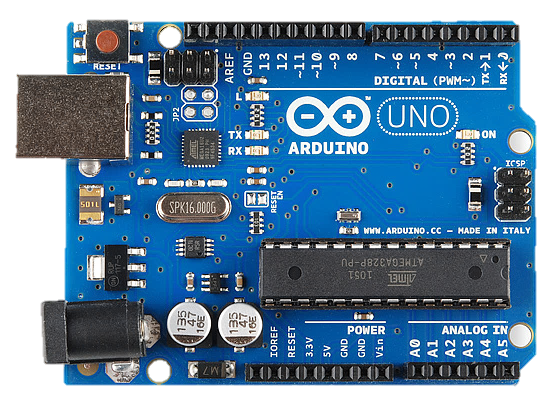 RESET
AREF
GND
13
12
~11
~10
~9
8
7
~6
~5
4
~3
2
TX→1
RX←0
DIGITAL (PWM~)
JP2
L
TX
RX
™
UNO
ARDUINO
ON
ICSP
RESET
EN
SPK16.000G
WWW.ARDUINO.CC - MADE IN ITALY
ATMEL
ATMEGA328P-PU
1051
135
47
16E
135
47
16E
M7
POWER
ANALOG IN
IOREF
RESET
3.3V
5V
GND
GND
Vin
A0
A1
A2
A3
A4
A5